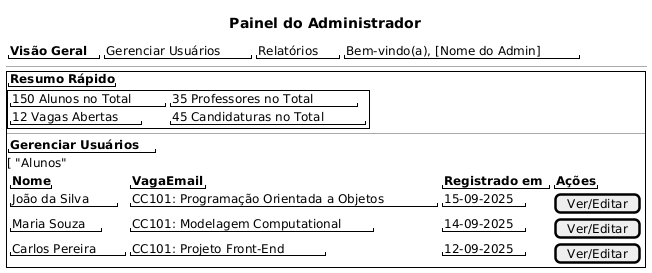 Painel do Administrador
Visão Geral Gerenciar Usuários Relatórios Bem-vindo(a), [Nome do Admin]
Resumo Rápido
150 Alunos no Total 35 Professores no Total
12 Vagas Abertas 45 Candidaturas no Total
Gerenciar Usuários
[ "Alunos"
Nome VagaEmail Registrado em Ações
João da Silva CC101: Programação Orientada a Objetos 15-09-2025 Ver/Editar
Maria Souza CC101: Modelagem Computacional 14-09-2025 Ver/Editar
Carlos Pereira CC101: Projeto Front-End 12-09-2025 Ver/Editar